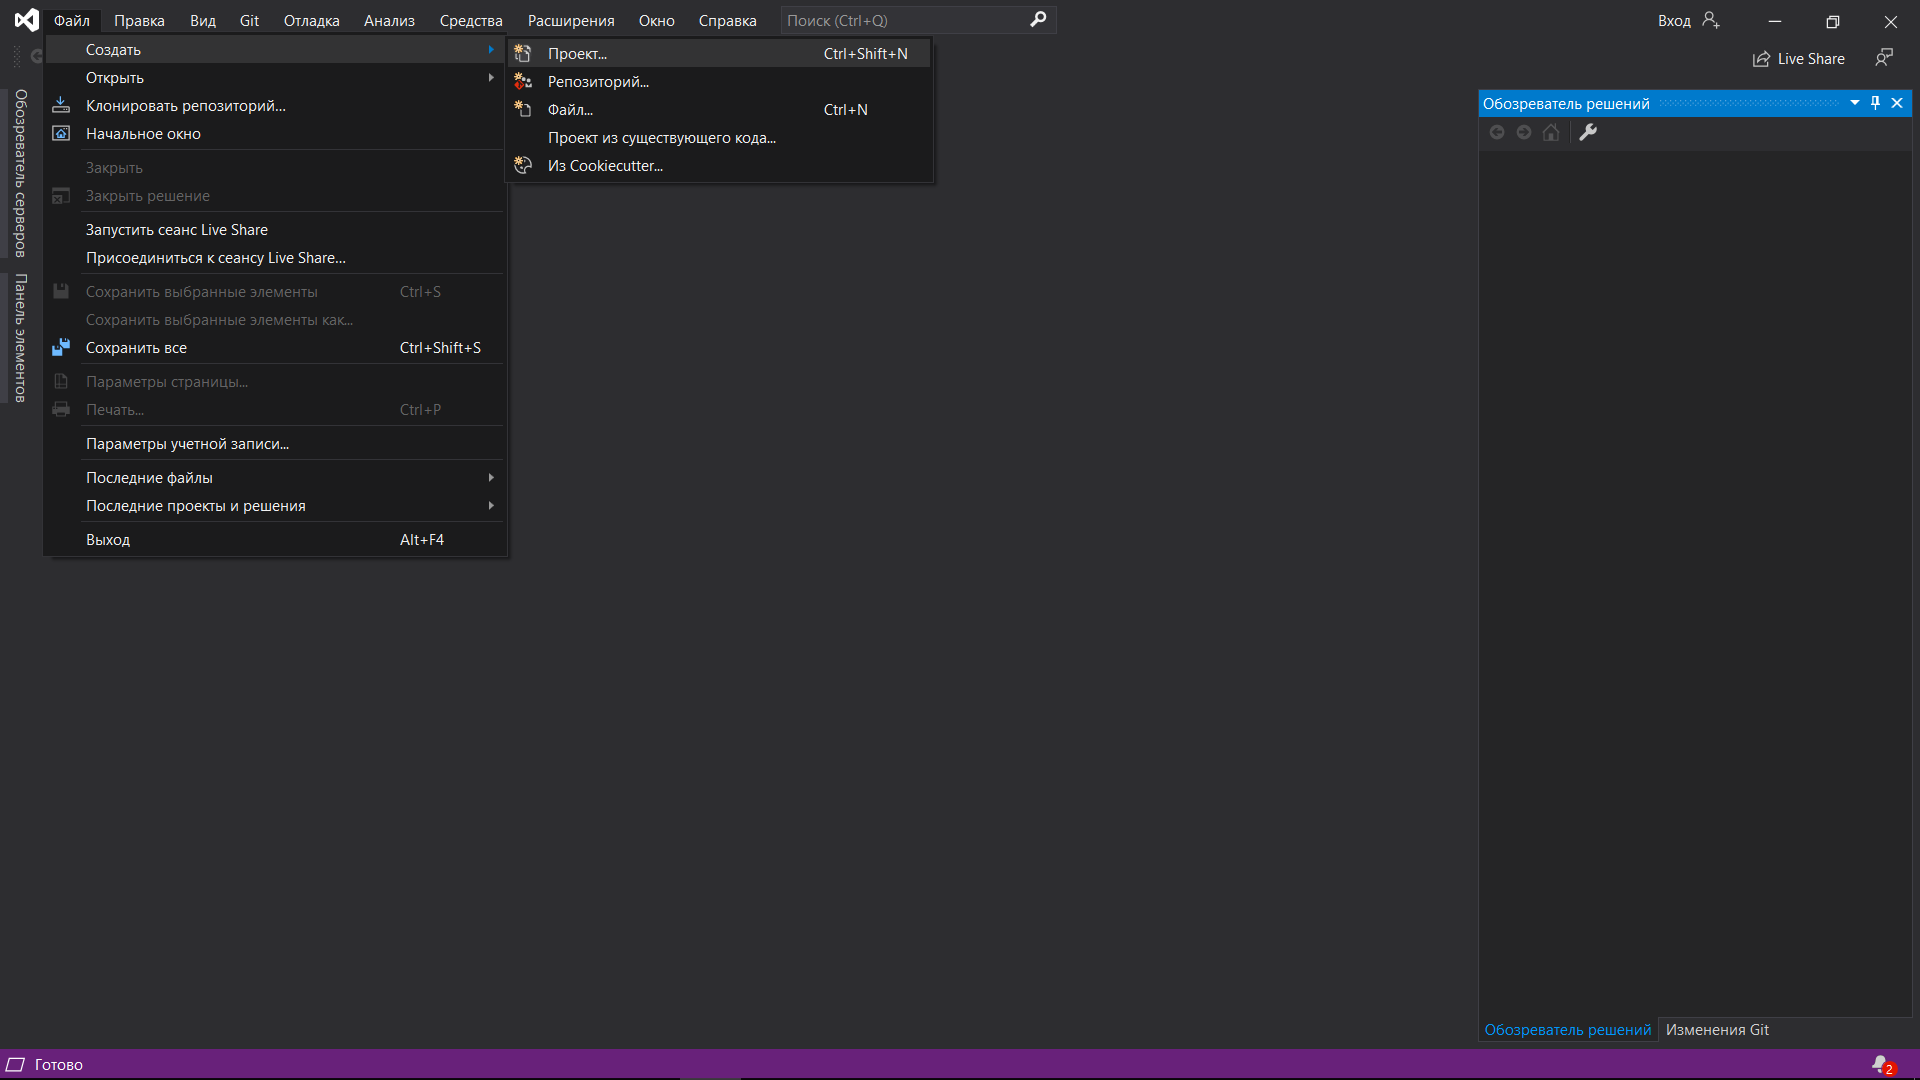 Файл Правка Вид Git Отладка Анализ Средства Расширения Окно Справка Поиск (Ctrl+Q) Вход
Live Share
Создать
Открыть
Клонировать репозиторий...
Начальное окно
Закрыть
Закрыть решение
Запустить сеанс Live Share
Присоединиться к сеансу Live Share...
Сохранить выбранные элементы Ctrl+S
Сохранить выбранные элементы как...
Сохранить все Ctrl+Shift+S
Параметры страницы...
Печать... Ctrl+P
Параметры учетной записи...
Последние файлы
Последние проекты и решения
Выход Alt+F4
Проект... Ctrl+Shift+N
Репозиторий...
Файл... Ctrl+N
Проект из существующего кода...
Из Cookiecutter...
Обозреватель серверов
Панель элементов
Обозреватель решений
Обозреватель решений Изменения Git
Готово 2